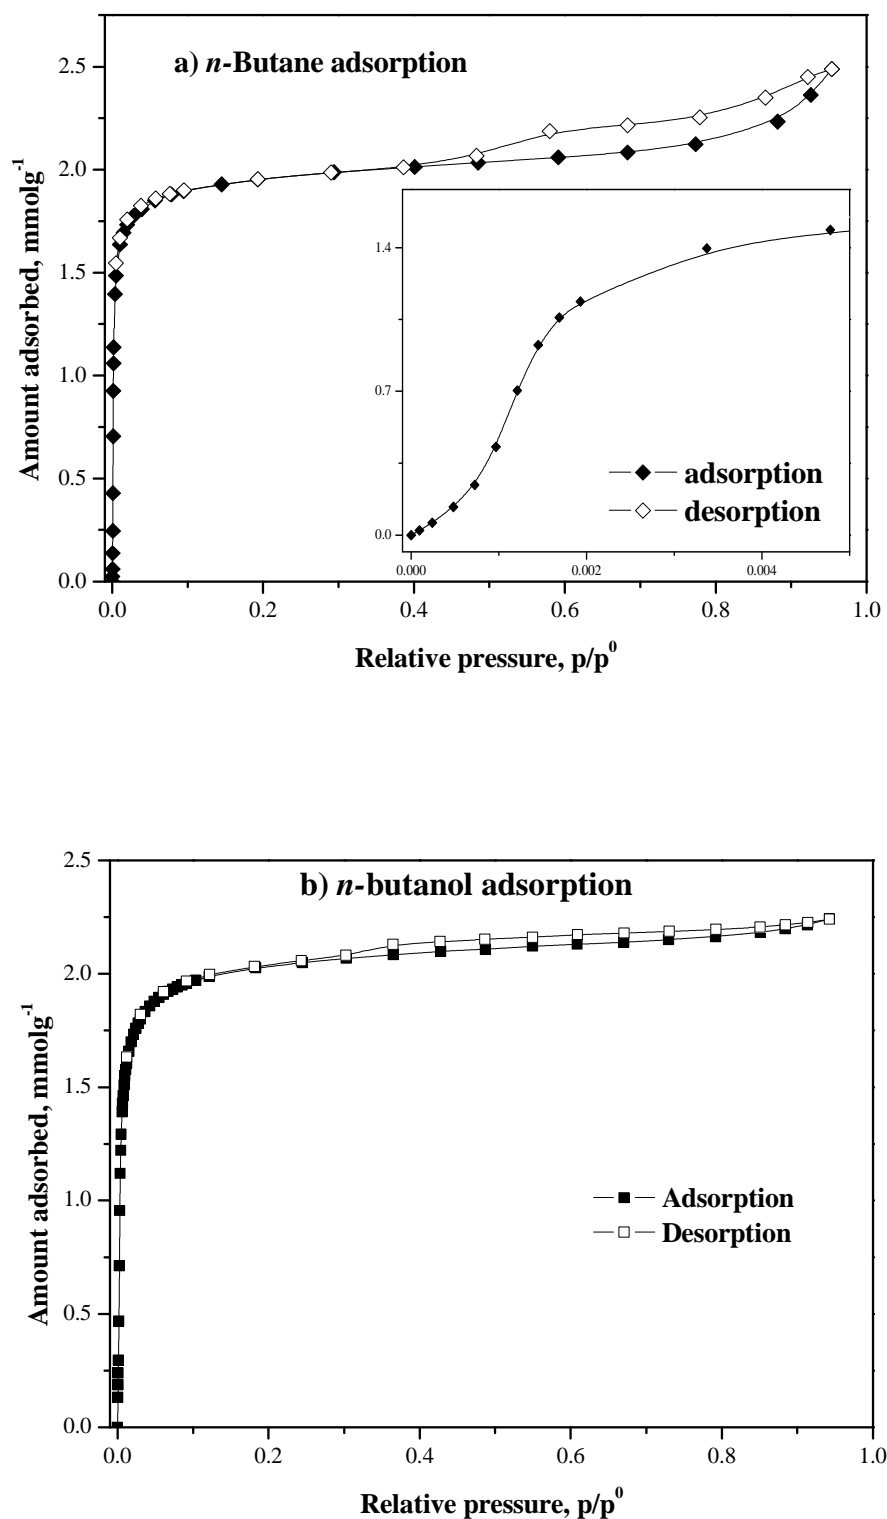 a) n-Butane adsorption
2.5
2.0
1.5
1.0
0.5
0.0
Amount adsorbed, mmolg-1
1.4
0.7
0.0
adsorption
desorption
0.000 0.002 0.004
0.0 0.2 0.4 0.6 0.8 1.0
Relative pressure, p/p0
b) n-butanol adsorption
2.5
2.0
1.5
1.0
0.5
0.0
Amount adsorbed, mmolg-1
Adsorption
Desorption
0.0 0.2 0.4 0.6 0.8 1.0
Relative pressure, p/p0